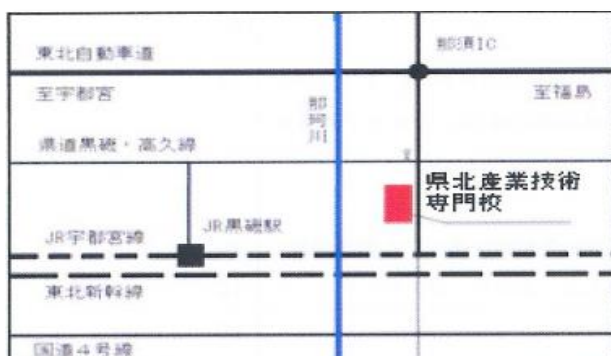 東北自動車道
那須IC
至宇都宮
至福島
那珂川
県道黒磯・高久線
県北産業技術
専門校
JR宇都宮線
JR黒磯駅
東北新幹線
国道4号線